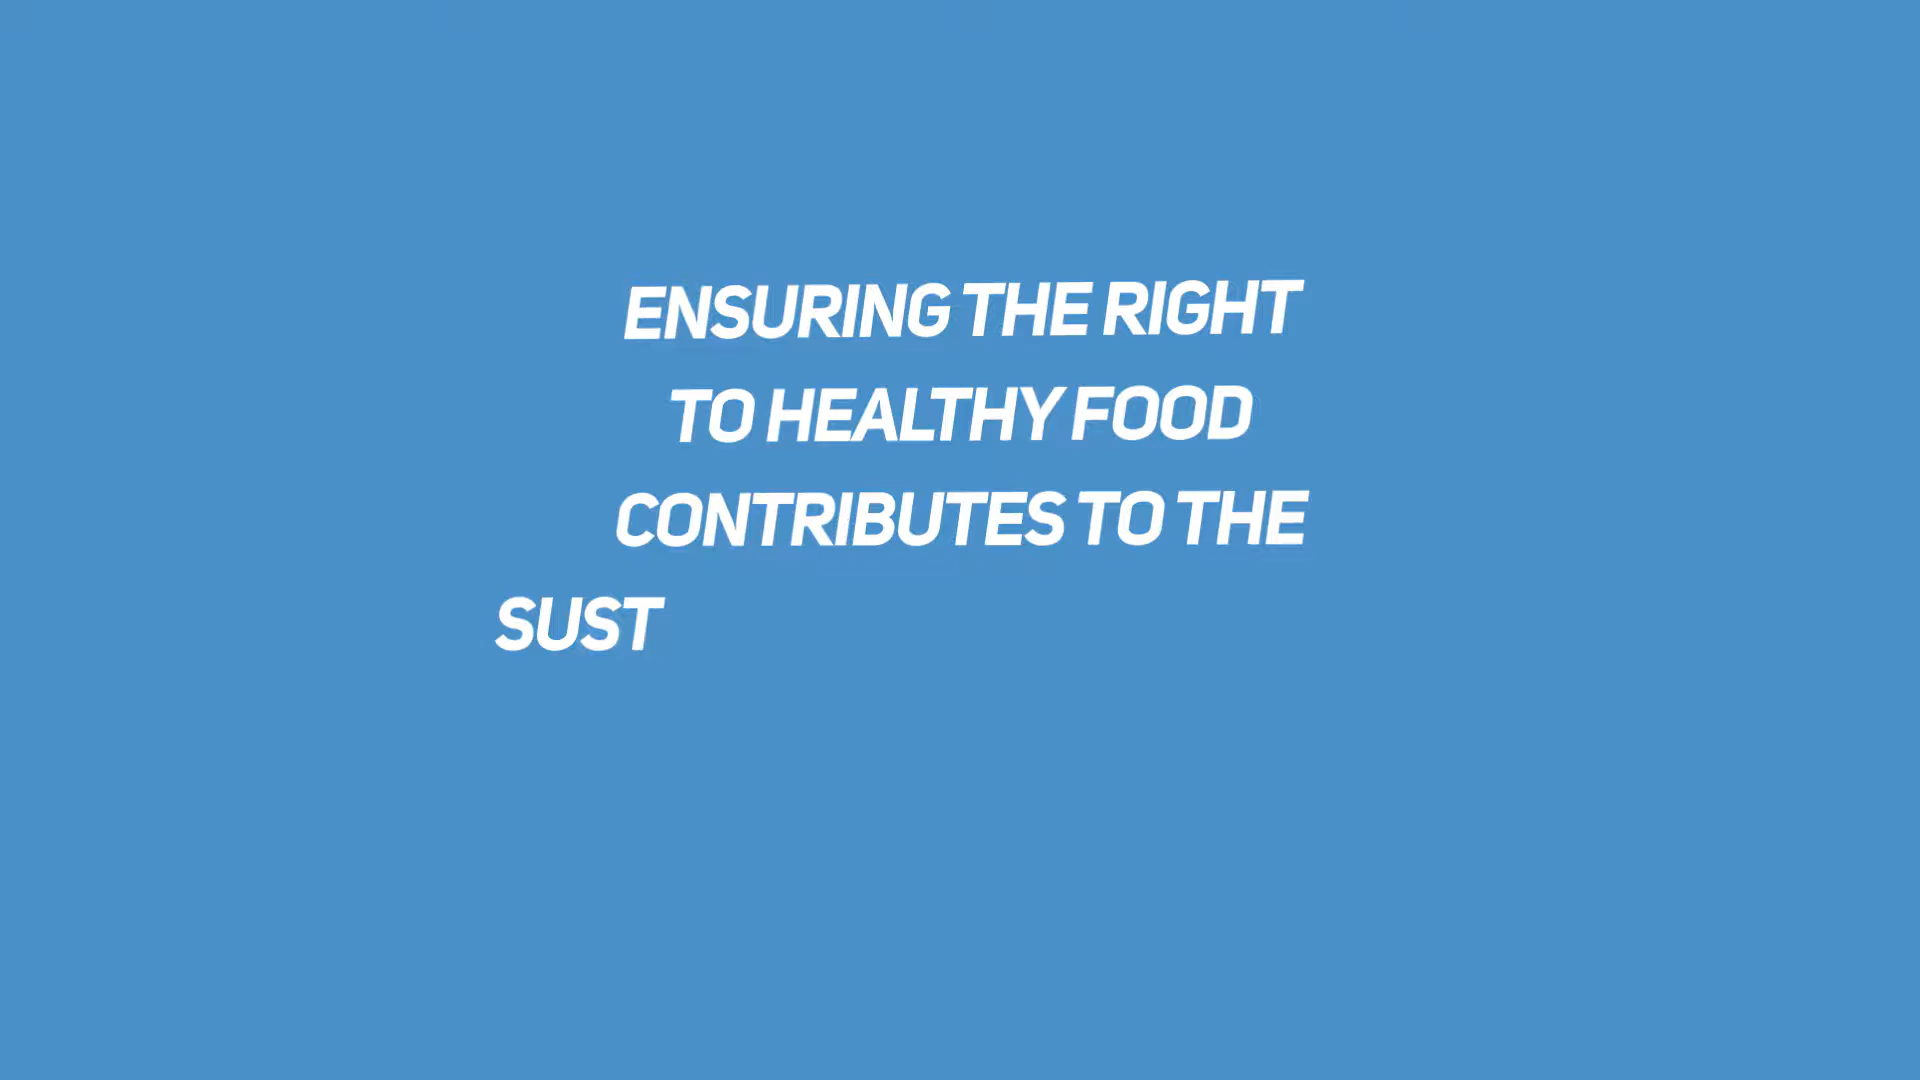 ENSURING THE RIGHT
TO HEALTHY FOOD
CONTRIBUTES TO THE
SUST